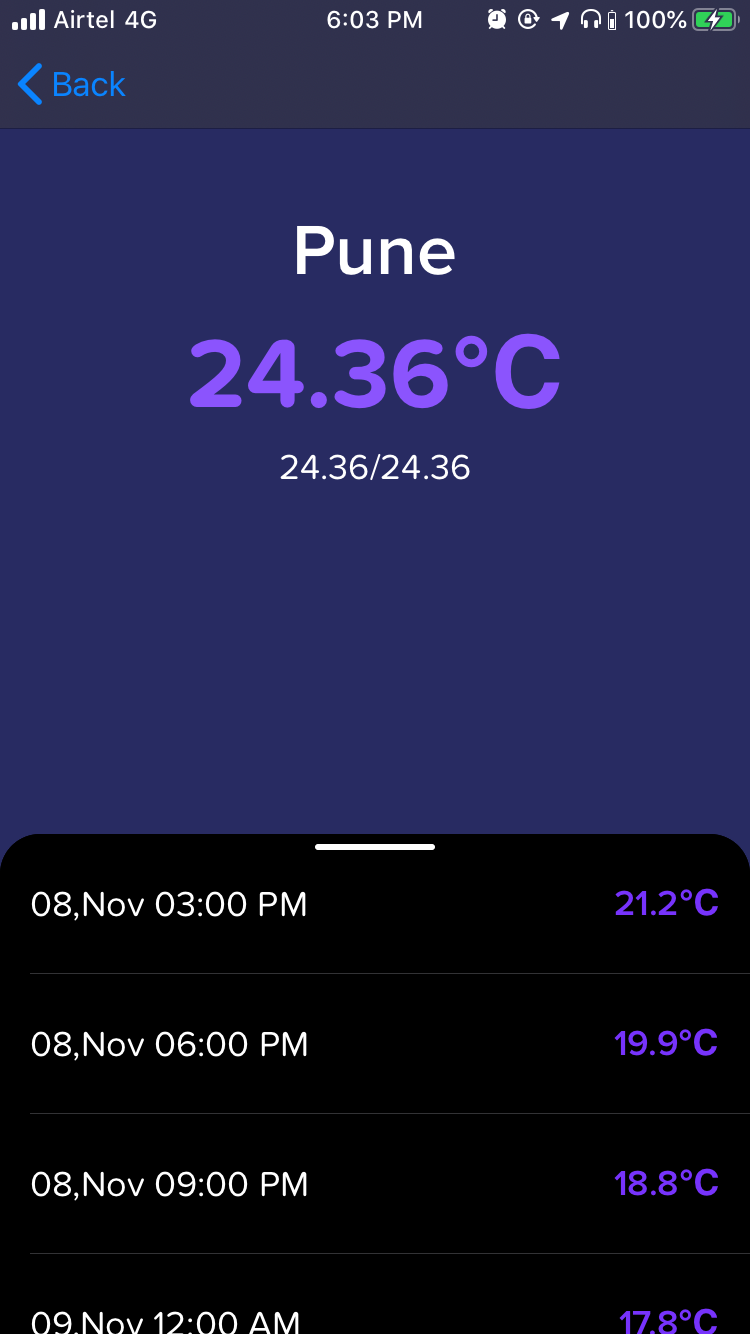 Airtel 4G 6:03 PM 100%
Back
Pune
24.36°C
24.36/24.36
08,Nov 03:00 PM 21.2°C
08,Nov 06:00 PM 19.9°C
08,Nov 09:00 PM 18.8°C
09,Nov 12:00 AM 17.8°C